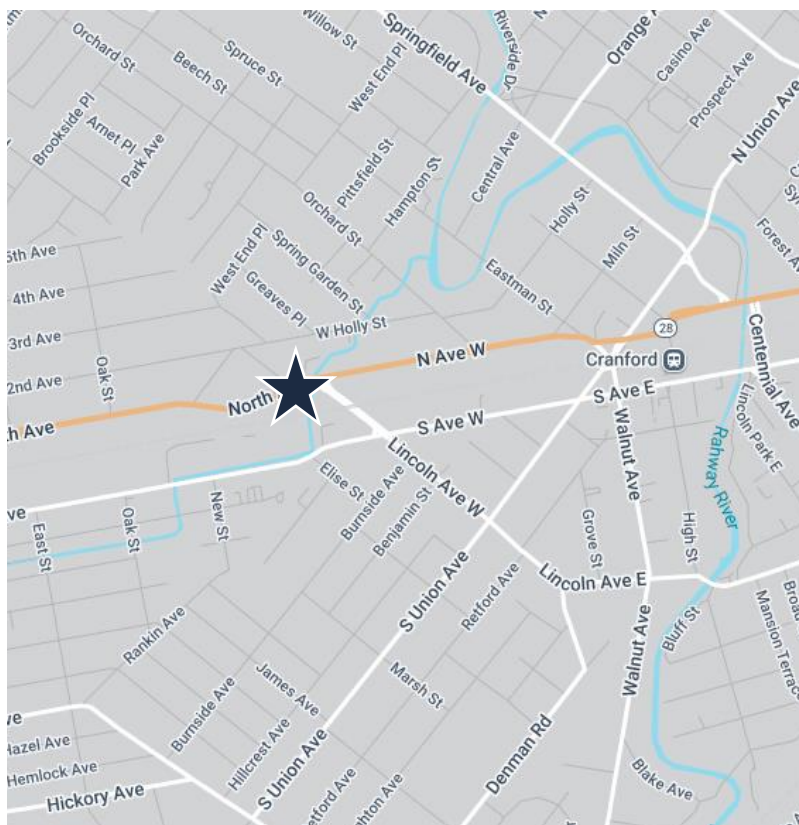 Willow St
Orchard St
Spruce St
Beech St
West End Pl
Springfield Ave
Riverside Dr
Casino Ave
Prospect Ave
N Union Ave
Brookside Pl
Arnet Pl
Park Ave
Pittsfield St
Hampton St
Central Ave
Holly St
Miln St
Orchard St
West End Pl
Spring Garden St
Greaves Pl
Eastman St
4th Ave
3rd Ave
2nd Ave
Oak St
W Holly St
N Ave W
28
Cranford
North
S Ave W
S Ave E
Centennial Ave
Lincoln Park E
Walnut Ave
Rahway River
Lincoln Ave W
Elise St
Burnside Ave
Benjamin St
East St
Oak St
New St
Grove St
High St
S Union Ave
Retford Ave
Lincoln Ave E
Bluff St
Mansion Terrace
Rankin Ave
Walnut Ave
Marsh St
James Ave
Burnside Ave
Hillcrest Ave
Denman Rd
Hazel Ave
Hemlock Ave
Hickory Ave
S Union Ave
Blake Ave